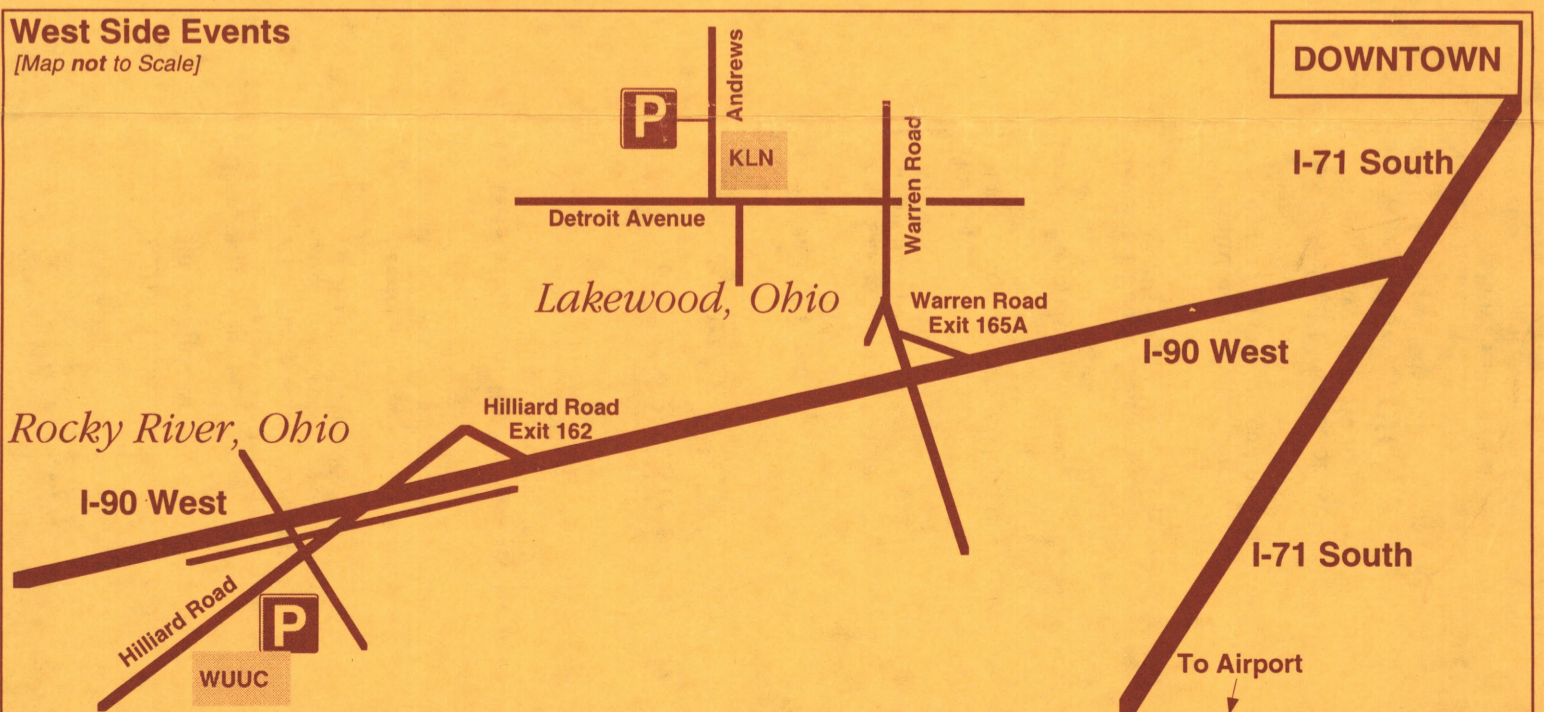 West Side Events
[Map not to Scale]
DOWNTOWN
Andrews
P
KLN
Warren Road
I-71 South
Detroit Avenue
Lakewood, Ohio
Warren Road
Exit 165A
I-90 West
Hilliard Road
Exit 162
Rocky River, Ohio
I-90 West
I-71 South
Hilliard Road
P
WUUC
To Airport